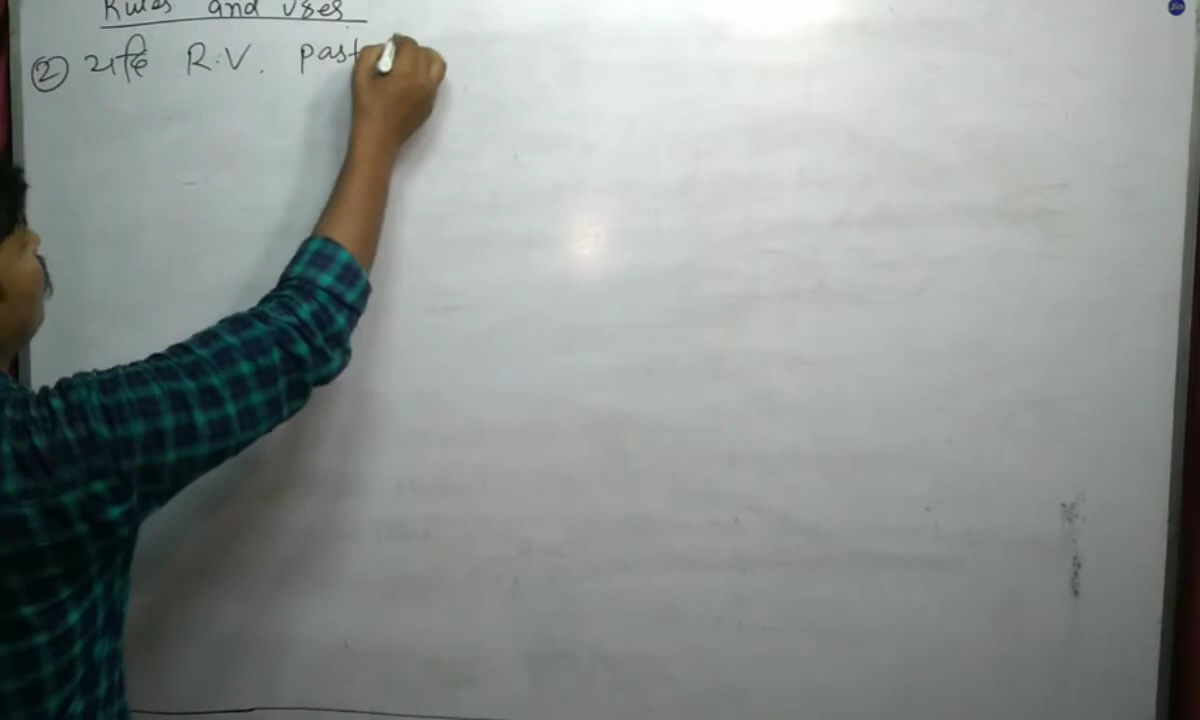 Rules and Uses
② यदि R.V. past